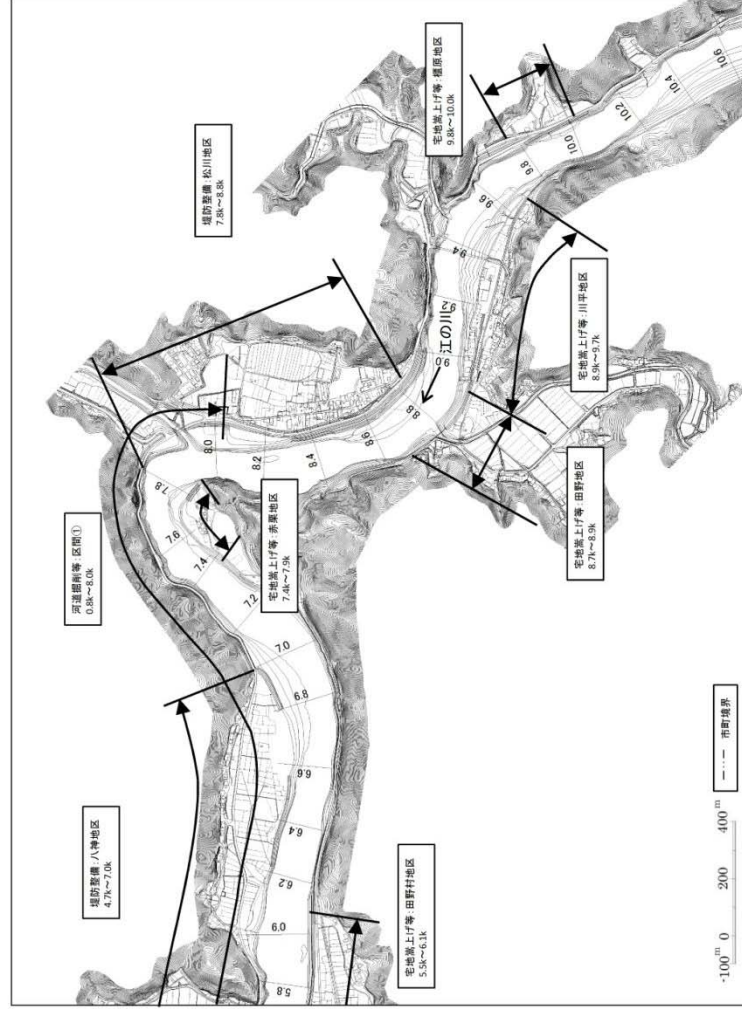 堤防整備:八神地区
4.7k～7.0k
河道掘削等:区間①
0.8k～8.0k
堤防整備:松川地区
7.8k～8.8k
宅地嵩上げ等:櫃原地区
9.8k～10.0k
宅地嵩上げ等:赤栗地区
7.4k～7.9k
宅地嵩上げ等:川平地区
8.9k～9.7k
宅地嵩上げ等:田野地区
8.7k～8.9k
宅地嵩上げ等:田野村地区
5.5k～6.1k
江の川
5.8
6.0
6.2
6.4
6.6
6.8
7.0
7.2
7.4
7.6
7.8
8.0
8.2
8.4
8.6
8.8
9.0
9.2
9.4
9.6
9.8
10.0
10.2
10.4
10.6
-100m 0 200 400m
市町境界